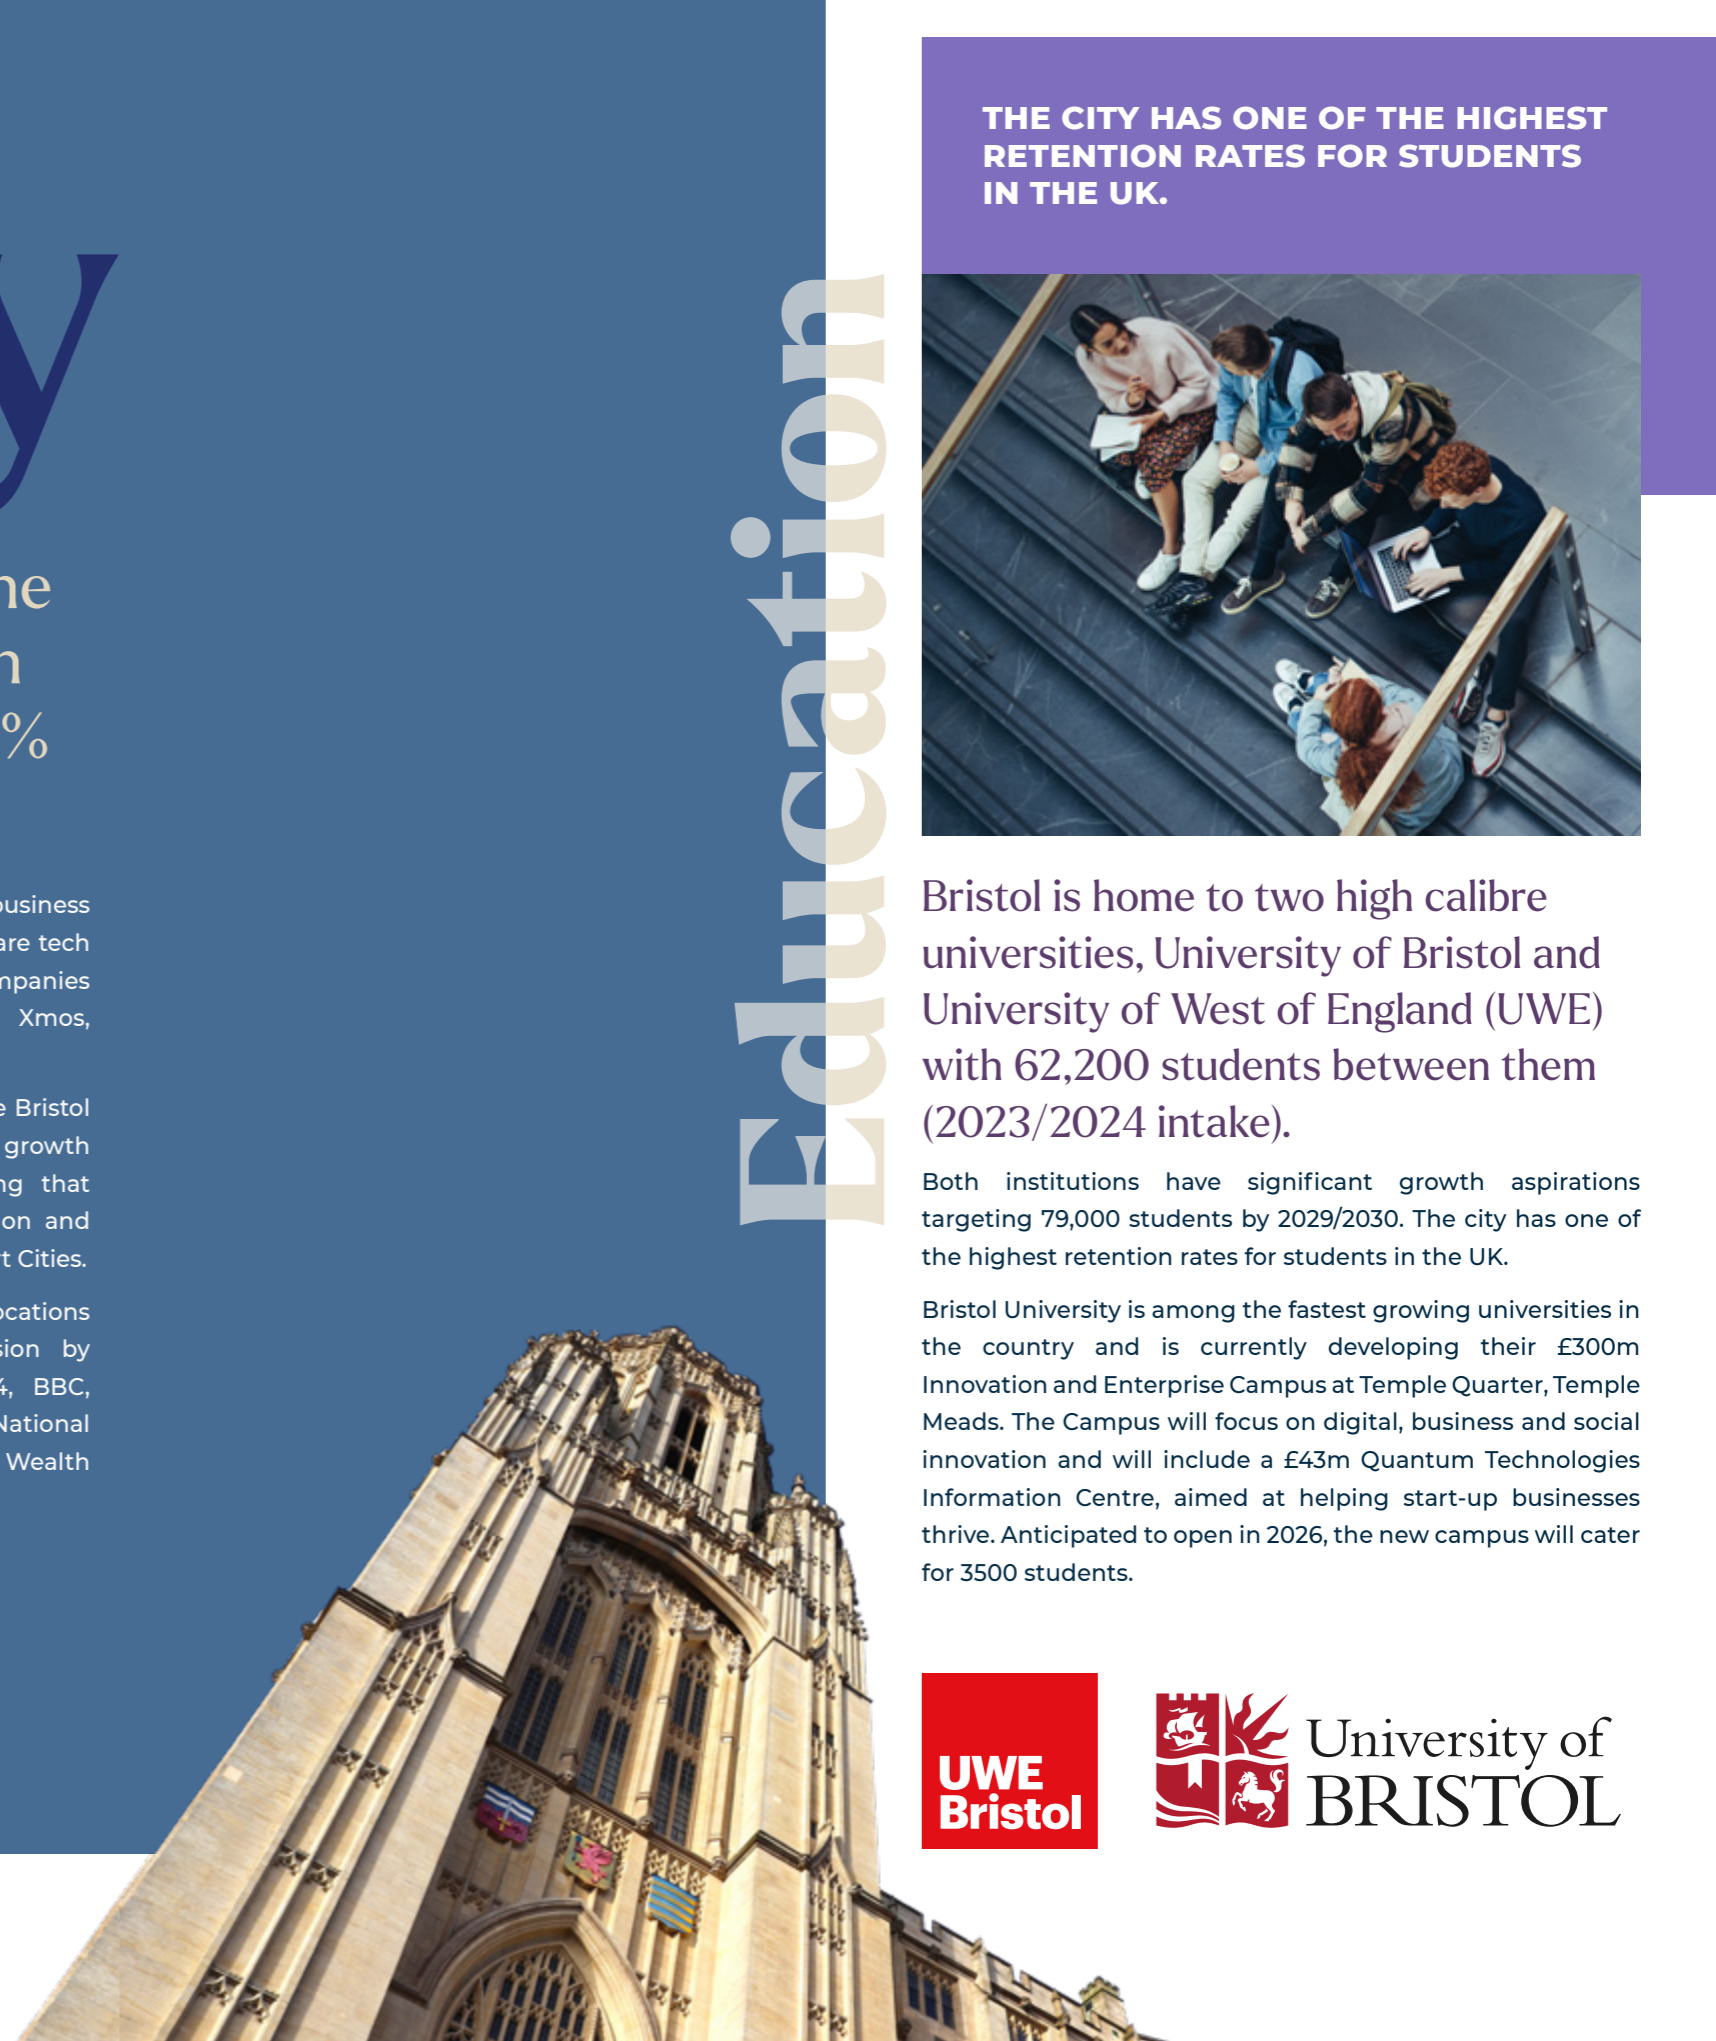 y
%
business
are tech
Xmos,
Bristol
growth
that
and
Cities.
by
BBC,
National
Wealth
Education
THE CITY HAS ONE OF THE HIGHEST
RETENTION RATES FOR STUDENTS
IN THE UK.
Bristol is home to two high calibre
universities, University of Bristol and
University of West of England (UWE)
with 62,200 students between them
(2023/2024 intake).
Both institutions have significant growth aspirations
targeting 79,000 students by 2029/2030. The city has one of
the highest retention rates for students in the UK.
Bristol University is among the fastest growing universities in
the country and is currently developing their £300m
Innovation and Enterprise Campus at Temple Quarter, Temple
Meads. The Campus will focus on digital, business and social
innovation and will include a £43m Quantum Technologies
Information Centre, aimed at helping start-up businesses
thrive. Anticipated to open in 2026, the new campus will cater
for 3500 students.
UWE
Bristol
University of
BRISTOL